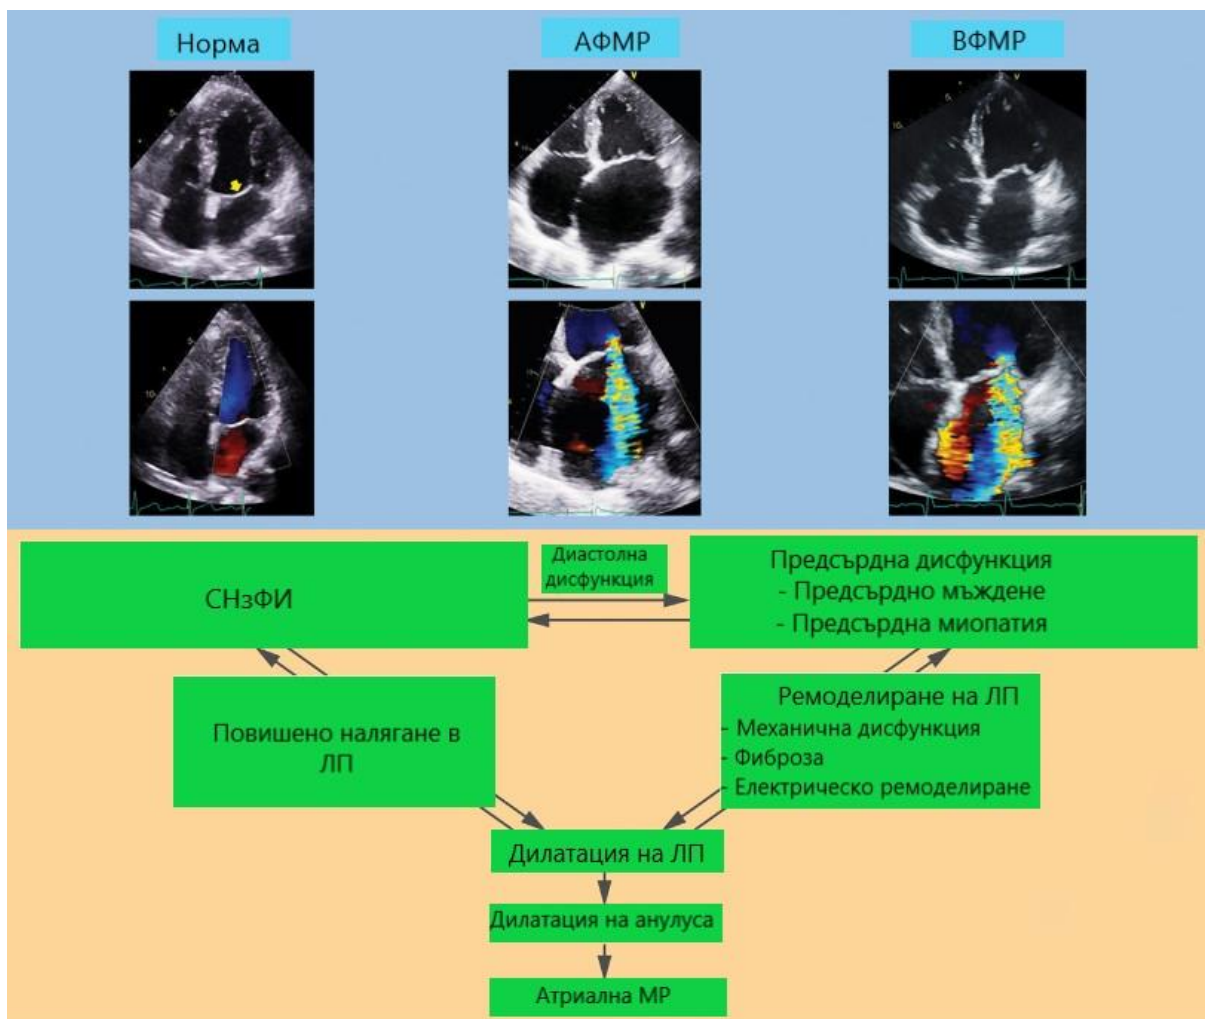 Норма
АФМР
ВФМР
СНзФИ
Диастолна
дисфункция
Предсърдна дисфункция
- Предсърдно мъждене
- Предсърдна миопатия
Повишено налягане в
ЛП
Ремоделиране на ЛП
- Механична дисфункция
- Фиброза
- Електрическо ремоделиране
Дилатация на ЛП
Дилатация на анулуса
Атриална МР